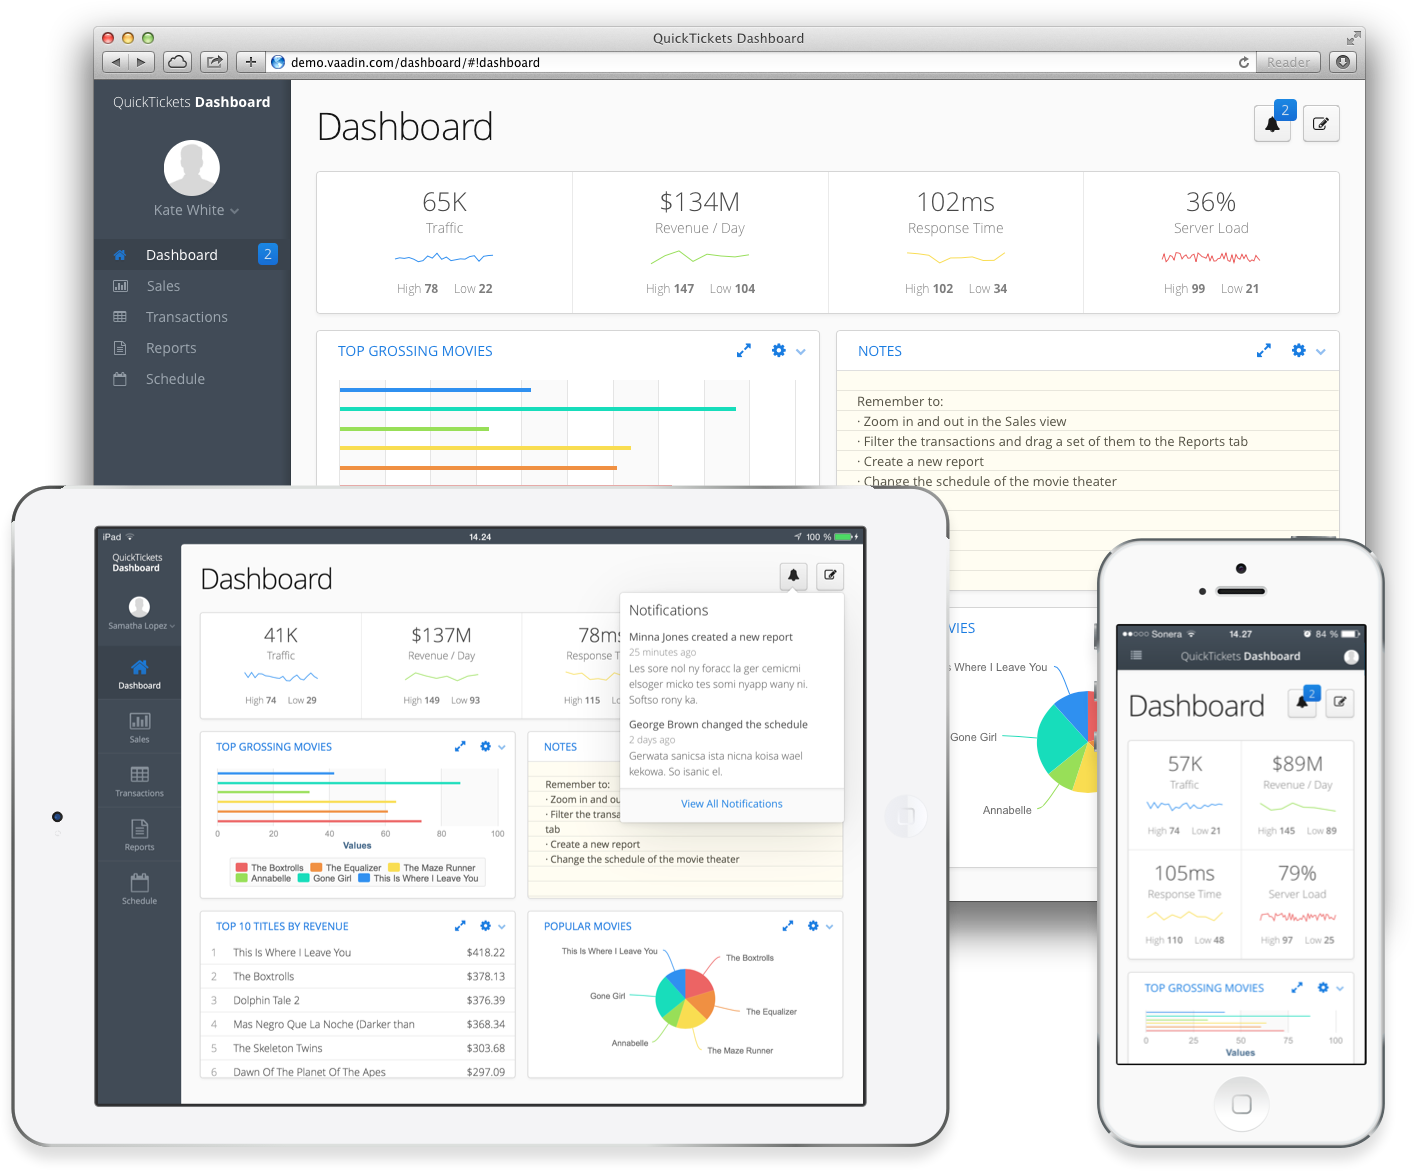 QuickTickets Dashboard
demo.vaadin.com/dashboard/#!dashboard
Reader
QuickTickets Dashboard
Kate White
Dashboard 2
Sales
Transactions
Reports
Schedule
Dashboard
2
65K
Traffic
High 78 Low 22
$134M
Revenue / Day
High 147 Low 104
102ms
Response Time
High 102 Low 34
36%
Server Load
High 99 Low 21
TOP GROSSING MOVIES
NOTES
Remember to:
· Zoom in and out in the Sales view
· Filter the transactions and drag a set of them to the Reports tab
· Create a new report
· Change the schedule of the movie theater
VIES
s Where I Leave You
Gone Girl
Annabelle
iPad
14.24
100 %
QuickTickets
Dashboard
Samatha Lopez
Dashboard
Sales
Transactions
Reports
Schedule
Dashboard
41K
Traffic
High 74 Low 29
$137M
Revenue / Day
High 149 Low 93
78ms
Response T
High 115 Lo
Notifications
Minna Jones created a new report
25 minutes ago
Les sore nol ny foracc la ger cemicmi
elsoger micko tes somi nyapp wany ni.
Softso rony ka.
George Brown changed the schedule
2 days ago
Gerwata sanicsa ista nicna koisa wael
kekowa. So isanic el.
View All Notifications
TOP GROSSING MOVIES
0 25 50 75 100
Values
The Boxtrolls The Equalizer The Maze Runner
Annabelle Gone Girl This Is Where I Leave You
NOTES
Remember to:
· Zoom in and ou
· Filter the transa
tab
· Create a new report
· Change the schedule of the movie theater
TOP 10 TITLES BY REVENUE
1 This Is Where I Leave You $418.22
2 The Boxtrolls $378.13
3 Dolphin Tale 2 $376.39
4 Mas Negro Que La Noche (Darker than $368.34
5 The Skeleton Twins $303.68
6 Dawn Of The Planet Of The Apes $297.09
POPULAR MOVIES
This Is Where I Leave You
The Boxtrolls
Gone Girl
The Equalizer
Annabelle
The Maze Runner
Sonera
14.27
84 %
QuickTickets Dashboard
Dashboard
2
57K
Traffic
High 74 Low 21
$89M
Revenue / Day
High 145 Low 89
105ms
Response Time
High 110 Low 48
79%
Server Load
High 97 Low 25
TOP GROSSING MOVIES
0 25 50 75 100
Values